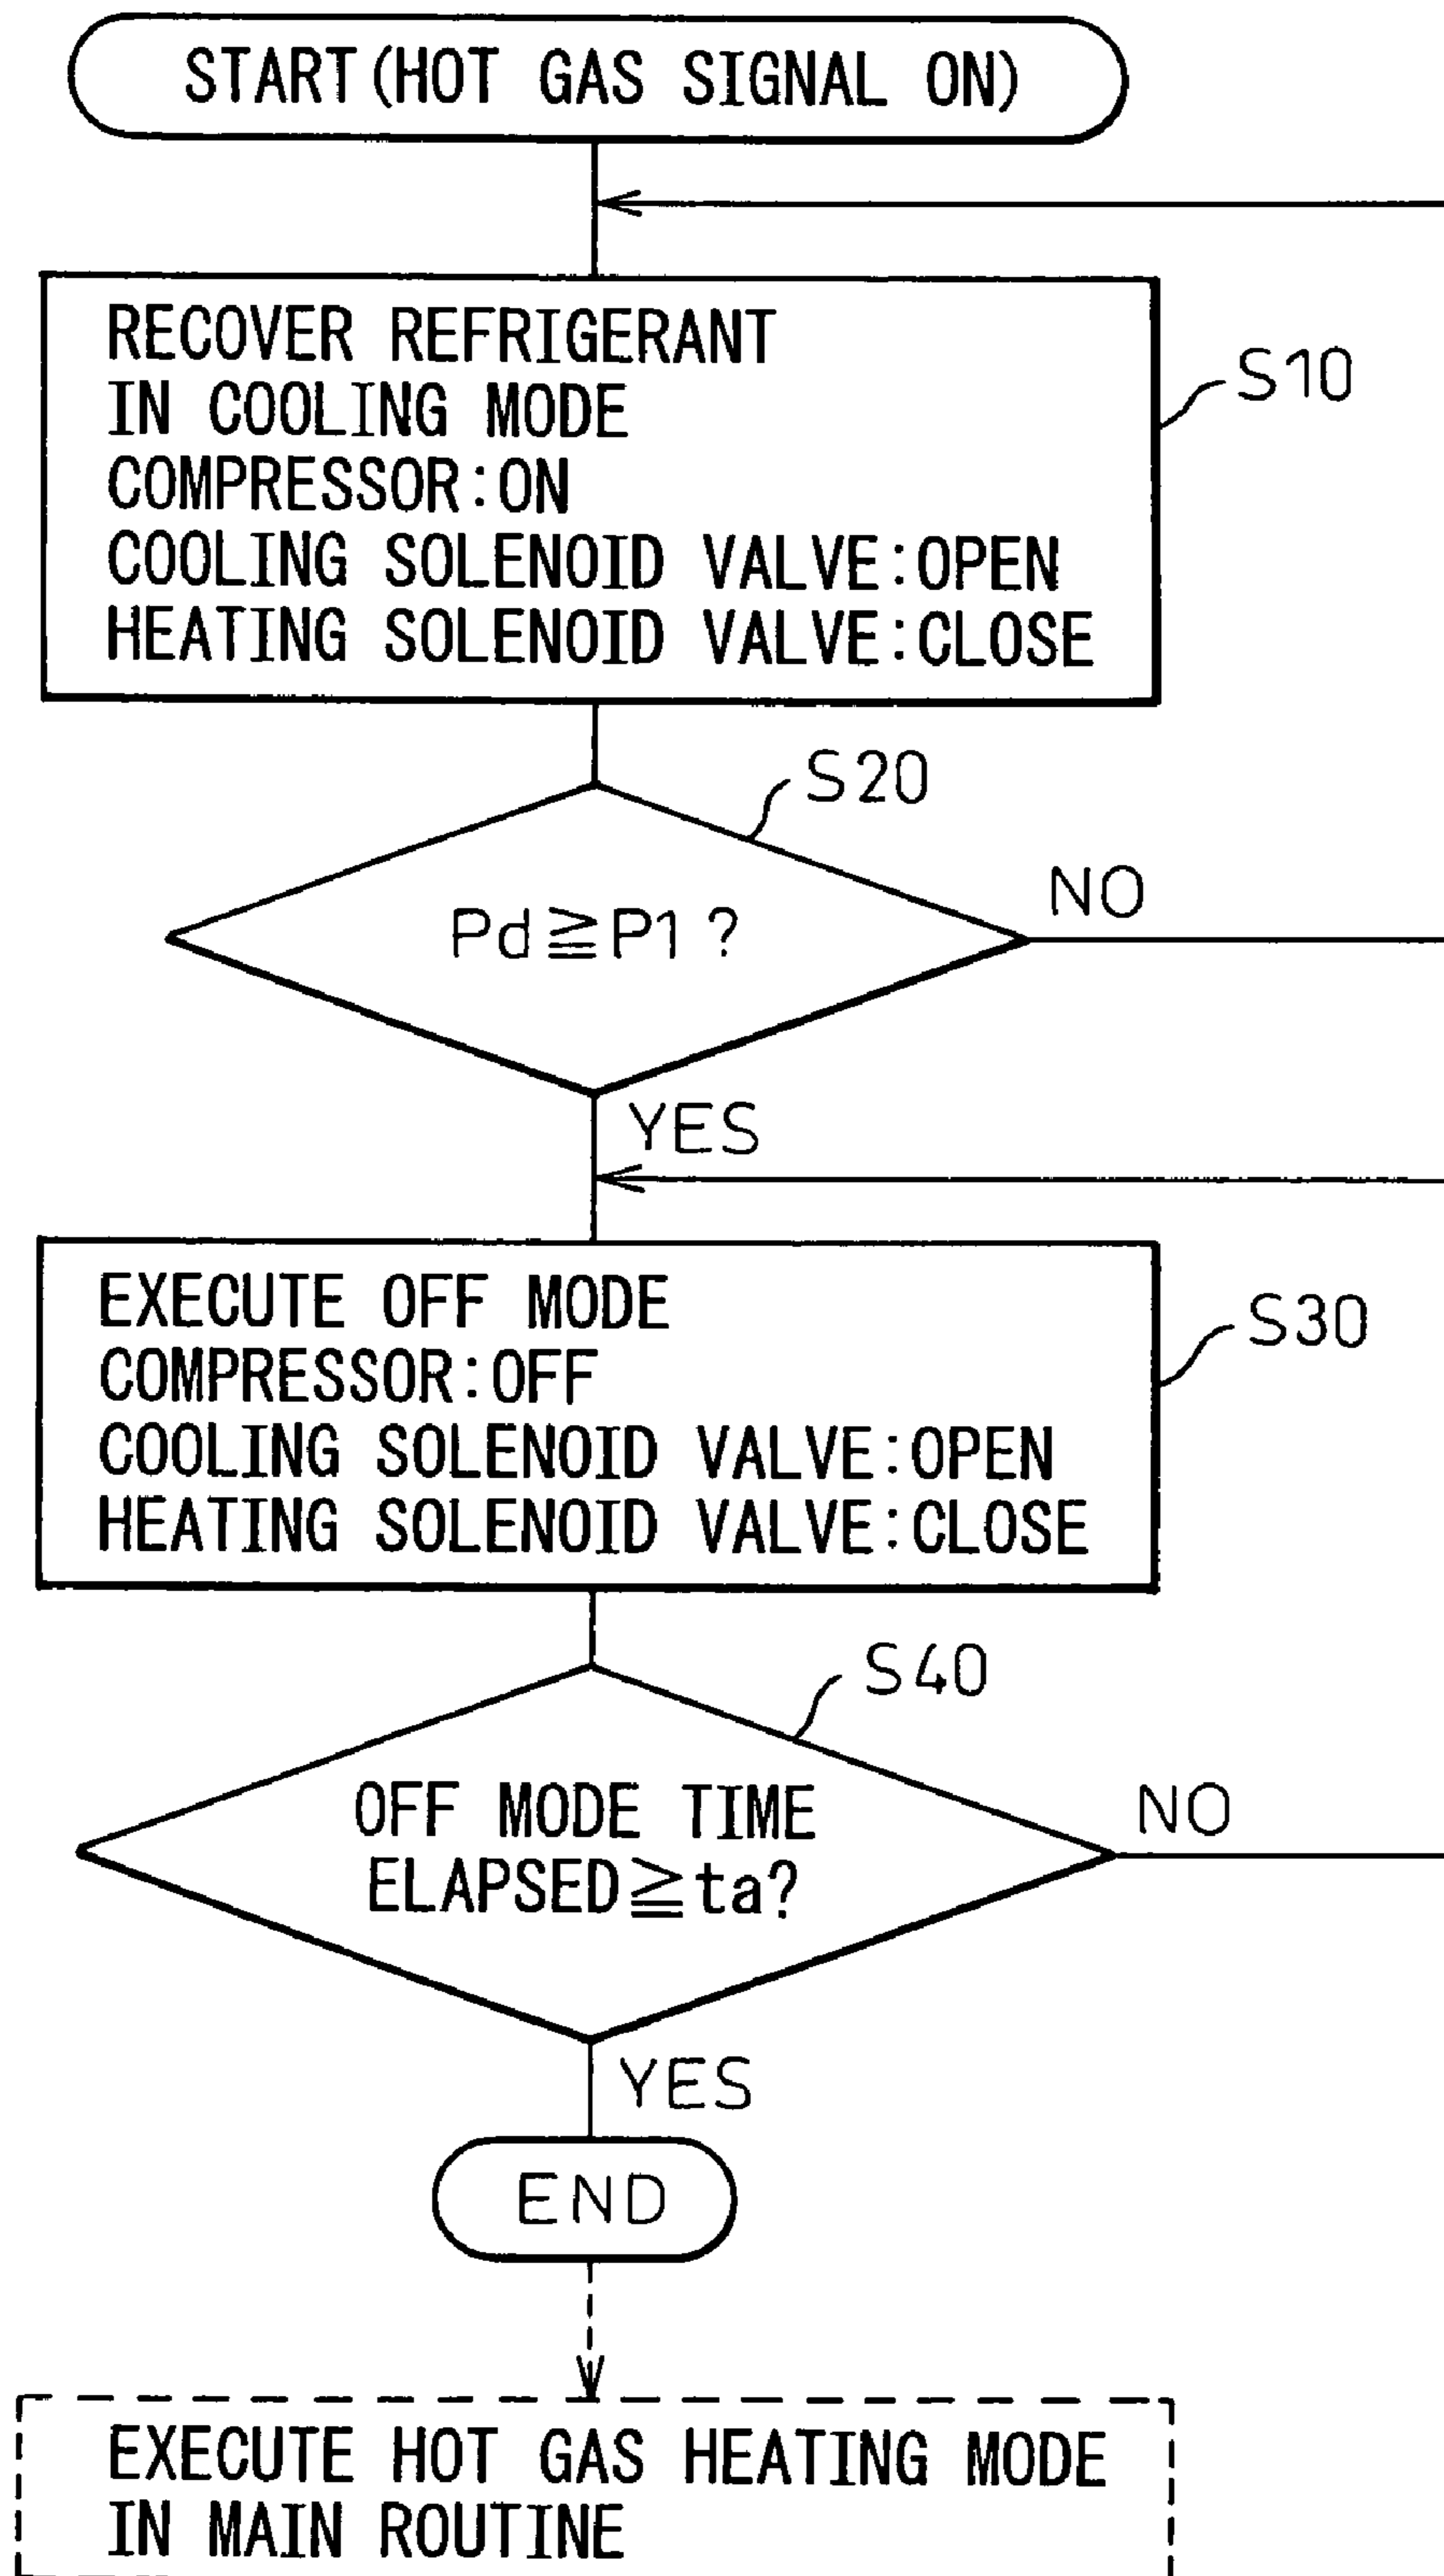 START(HOT GAS SIGNAL ON)
RECOVER REFRIGERANT
IN COOLING MODE
COMPRESSOR:ON
COOLING SOLENOID VALVE:OPEN
HEATING SOLENOID VALVE:CLOSE
S10
S20
Pd≧P1?
NO
YES
EXECUTE OFF MODE
COMPRESSOR:OFF
COOLING SOLENOID VALVE:OPEN
HEATING SOLENOID VALVE:CLOSE
S30
S40
OFF MODE TIME
ELAPSED≧ta?
NO
YES
END
EXECUTE HOT GAS HEATING MODE
IN MAIN ROUTINE